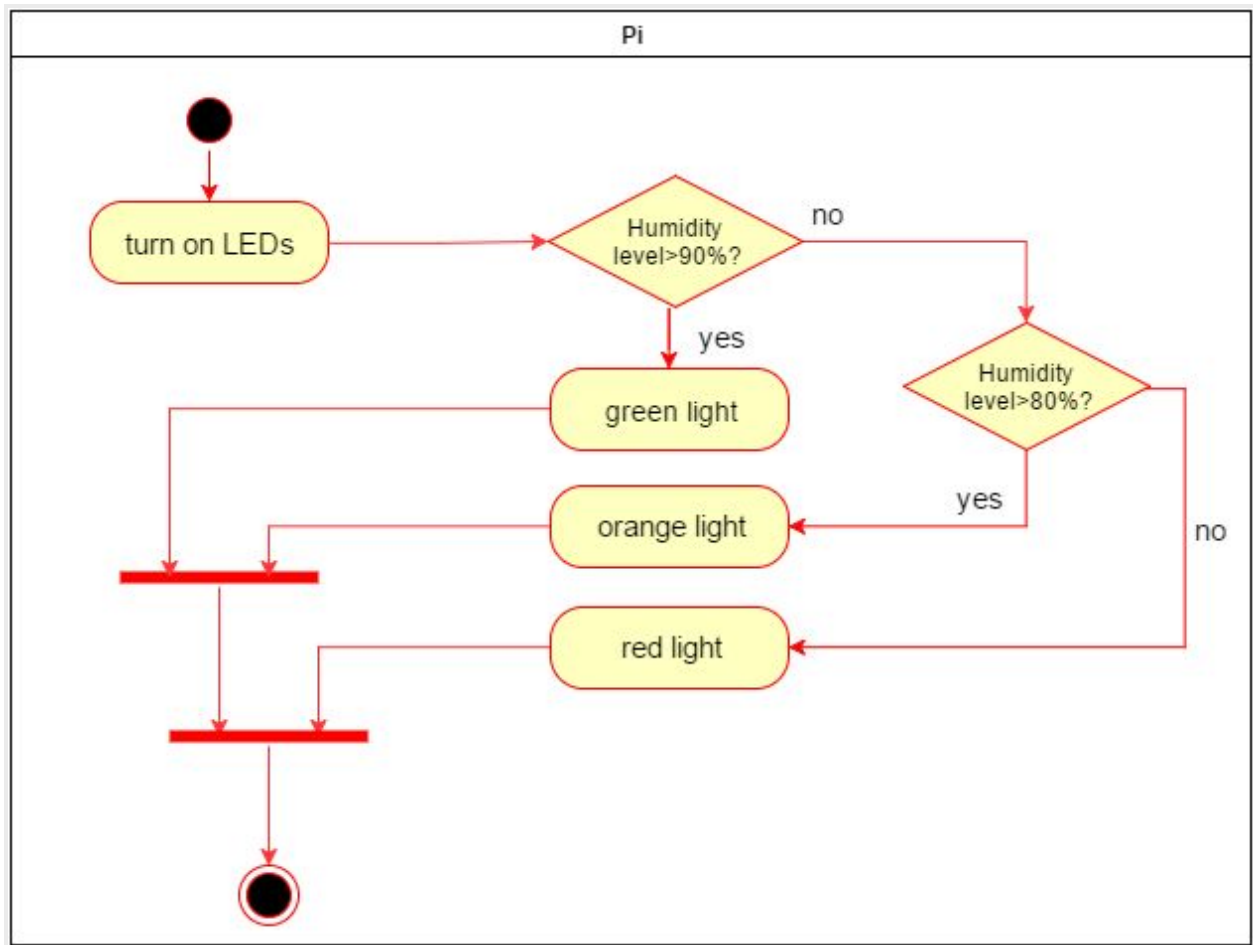 Pi
turn on LEDs
Humidity
level>90%?
no
yes
green light
Humidity
level>80%?
yes
orange light
no
red light